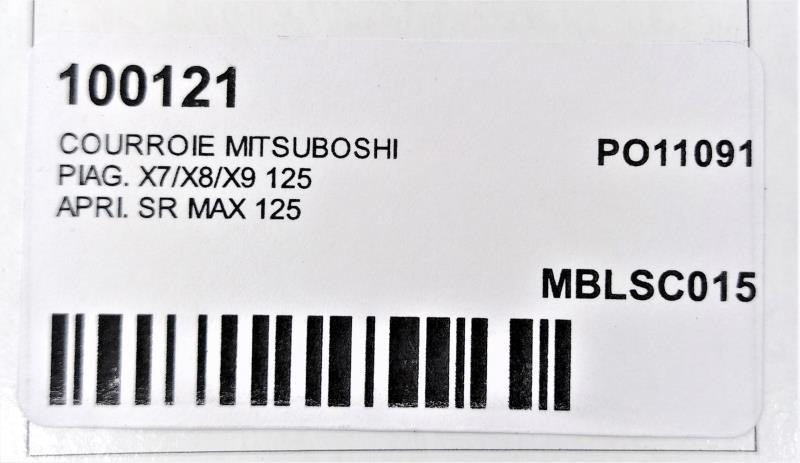 100121
COURROIE MITSUBOSHI
PIAG. X7/X8/X9 125
APRI. SR MAX 125
PO11091
MBLSC015